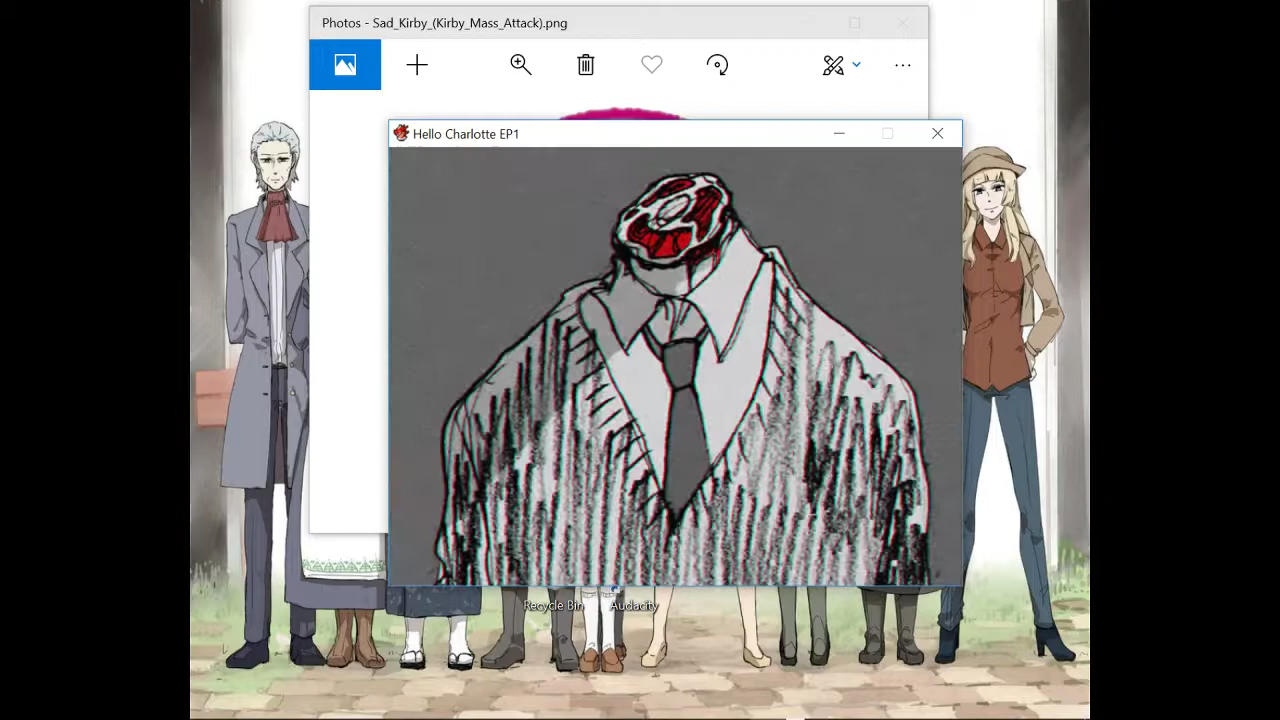 Photos - Sad_Kirby_(Kirby_Mass_Attack).png
Hello Charlotte EP1
Recycle Bin
Audacity